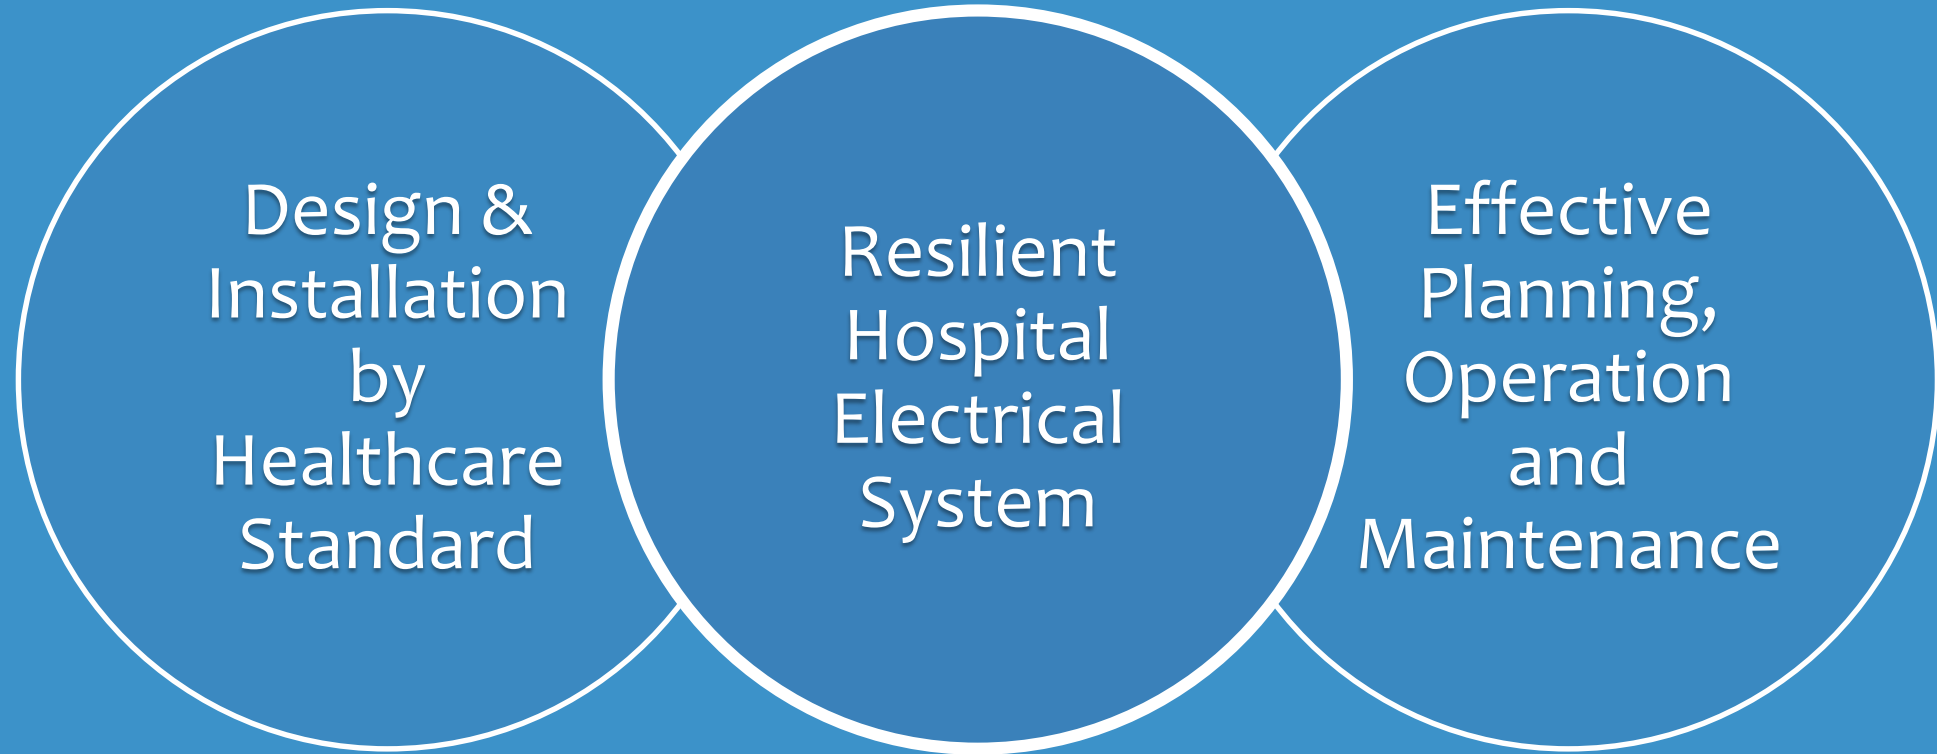 Design &
Installation
by
Healthcare
Standard
Resilient
Hospital
Electrical
System
Effective
Planning,
Operation
and
Maintenance